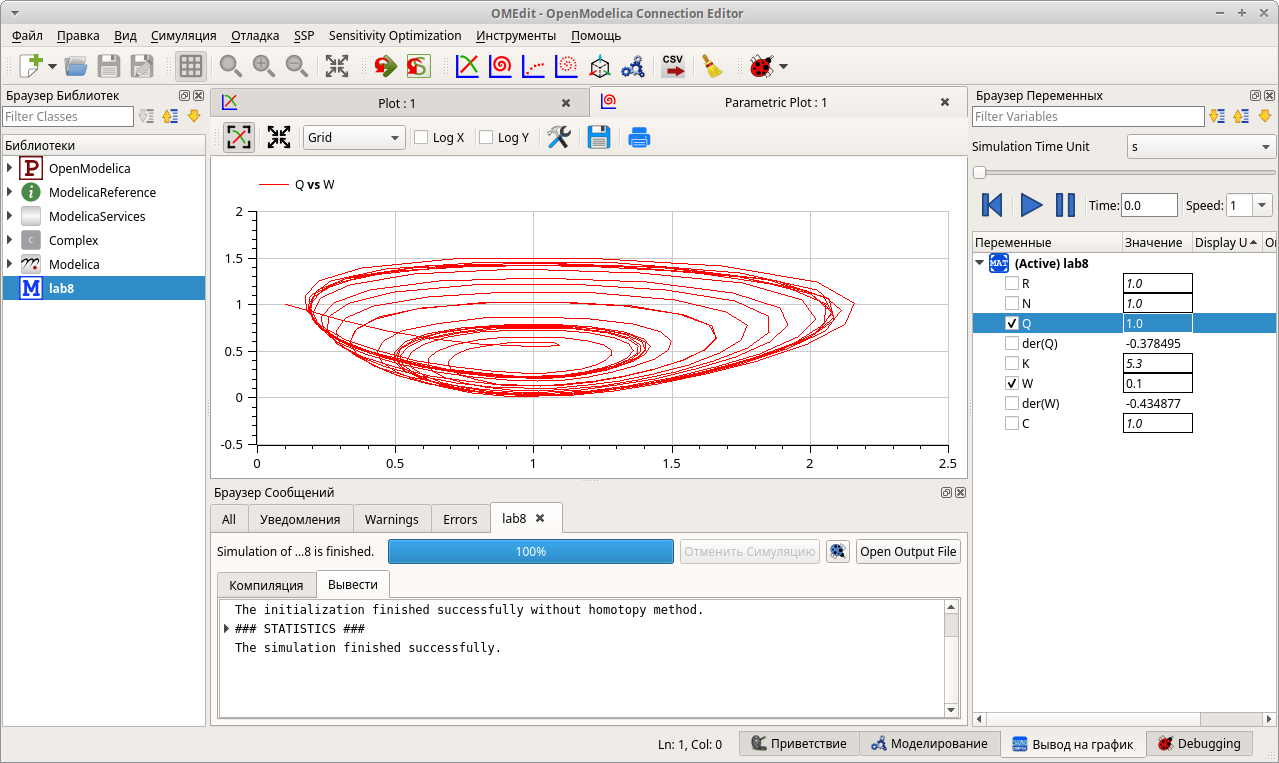 OMEdit - OpenModelica Connection Editor
Файл Правка Вид Симуляция Отладка SSP Sensitivity Optimization Инструменты Помощь
CSV
Браузер Библиотек
Filter Classes
Библиотеки
P OpenModelica
i ModelicaReference
ModelicaServices
C Complex
Modelica
M lab8
Plot : 1
Parametric Plot : 1
Grid Log X Log Y
Q vs W
2
1.5
1
0.5
0
-0.5
0 0.5 1 1.5 2 2.5
Браузер Сообщений
All Уведомления Warnings Errors lab8
Simulation of ...8 is finished. 100% Отменить Симуляцию Open Output File
Компиляция Вывести
The initialization finished successfully without homotopy method.
### STATISTICS ###
The simulation finished successfully.
Браузер Переменных
Filter Variables
Simulation Time Unit s
Time: 0.0 Speed: 1
Переменные Значение Display U
MAT (Active) lab8
R 1.0
N 1.0
Q 1.0
der(Q) -0.378495
K 5.3
W 0.1
der(W) -0.434877
C 1.0
Ln: 1, Col: 0 Приветствие Моделирование Вывод на график Debugging